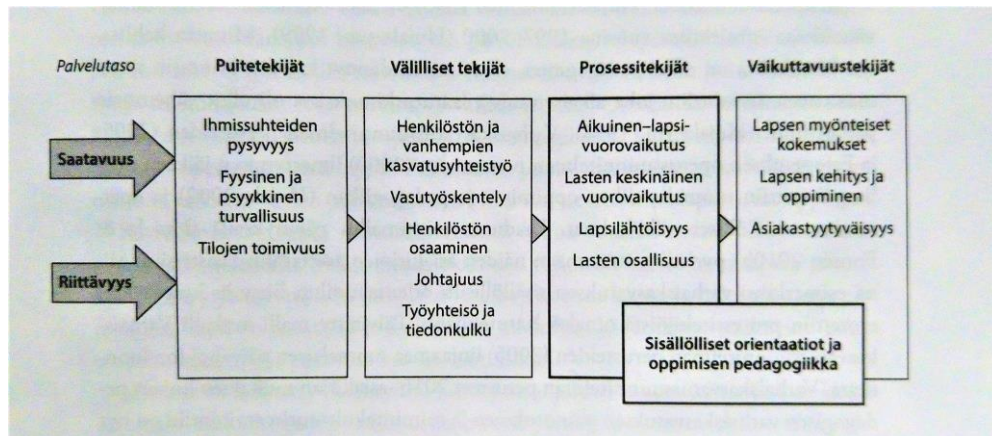 Palvelutaso
Puitetekijät
Välilliset tekijät
Prosessitekijät
Vaikuttavuustekijät
Saatavuus
Riittävyys
Ihmissuhteiden
pysyvyys
Fyysinen ja
psyykkinen
turvallisuus
Tilojen toimivuus
Henkilöstön ja
vanhempien
kasvatusyhteistyö
Vasutyöskentely
Henkilöstön
osaaminen
Johtajuus
Työyhteisö ja
tiedonkulku
Aikuinen–lapsi-
vuorovaikutus
Lasten keskinäinen
vuorovaikutus
Lapsilähtöisyys
Lasten osallisuus
Lapsen myönteiset
kokemukset
Lapsen kehitys ja
oppiminen
Asiakastyytyväisyys
Sisällölliset orientaatiot ja
oppimisen pedagogiikka